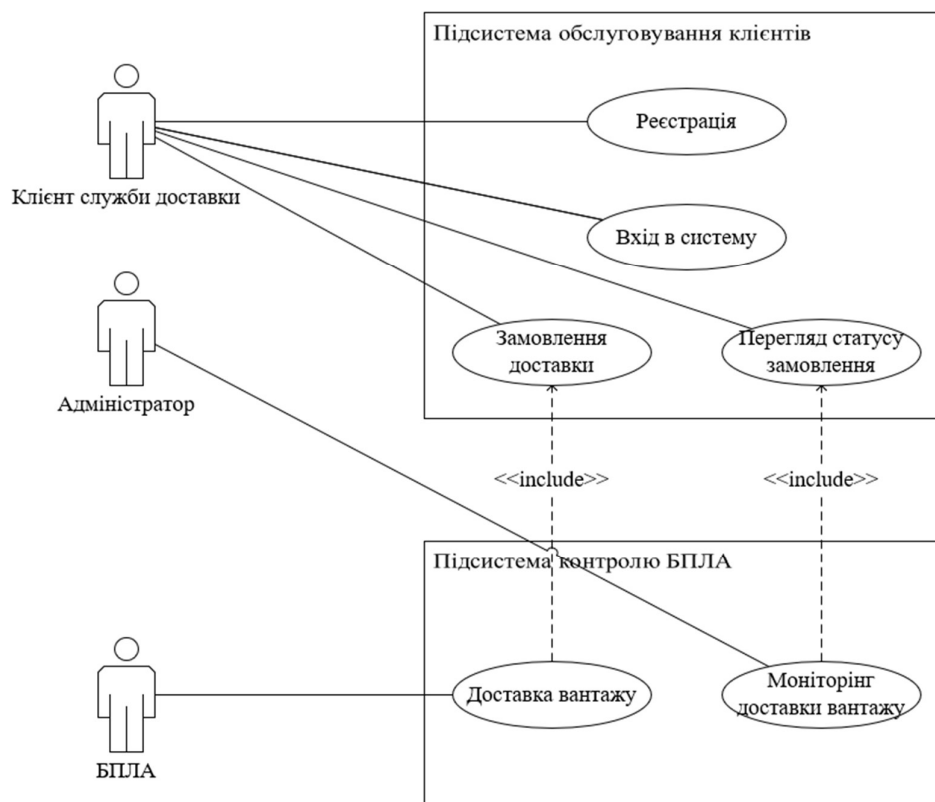 Підсистема обслуговування клієнтів
Реєстрація
Клієнт служби доставки
Вхід в систему
Замовлення
доставки
Перегляд статусу
замовлення
Адміністратор
<<include>>
<<include>>
Підсистема контролю БПЛА
Доставка вантажу
Моніторінг
доставки вантажу
БПЛА